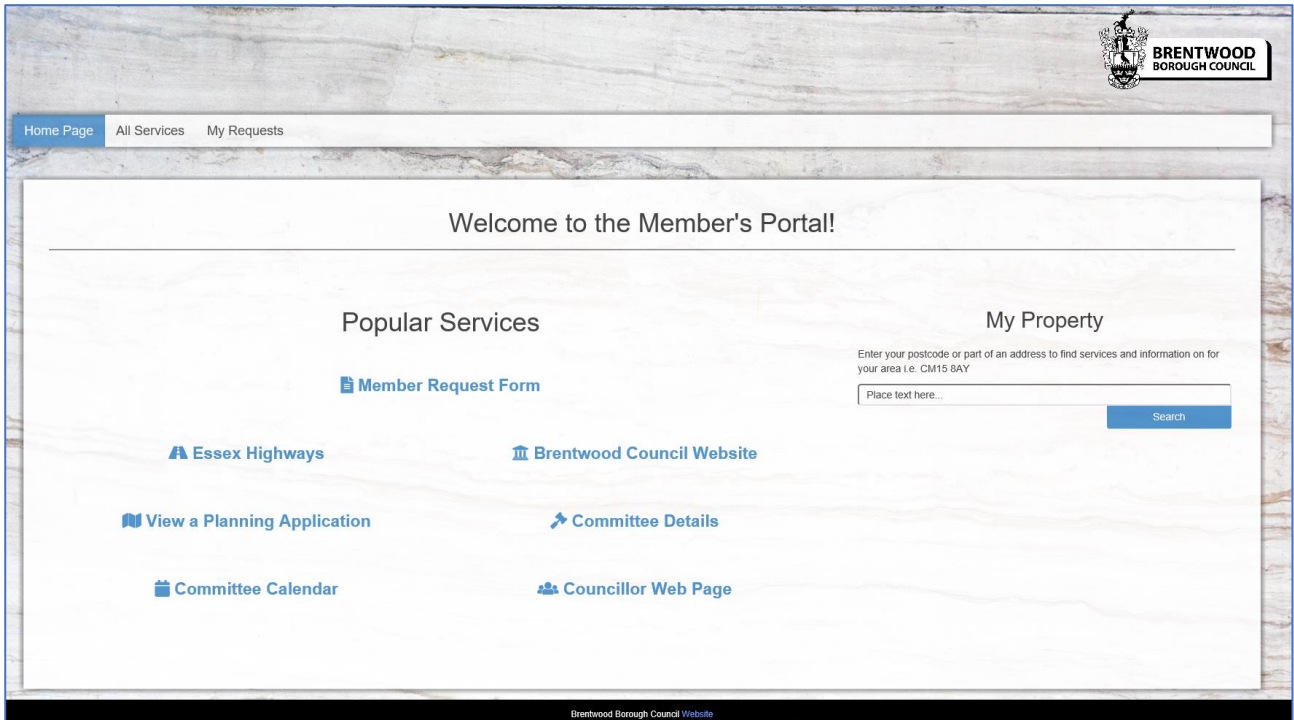 BRENTWOOD
BOROUGH COUNCIL
Home Page All Services My Requests
Welcome to the Member's Portal!
Popular Services
Member Request Form
Essex Highways
Brentwood Council Website
View a Planning Application
Committee Details
Committee Calendar
Councillor Web Page
My Property
Enter your postcode or part of an address to find services and information on for
your area i.e. CM15 8AY
Place text here...
Search
Brentwood Borough Council Website